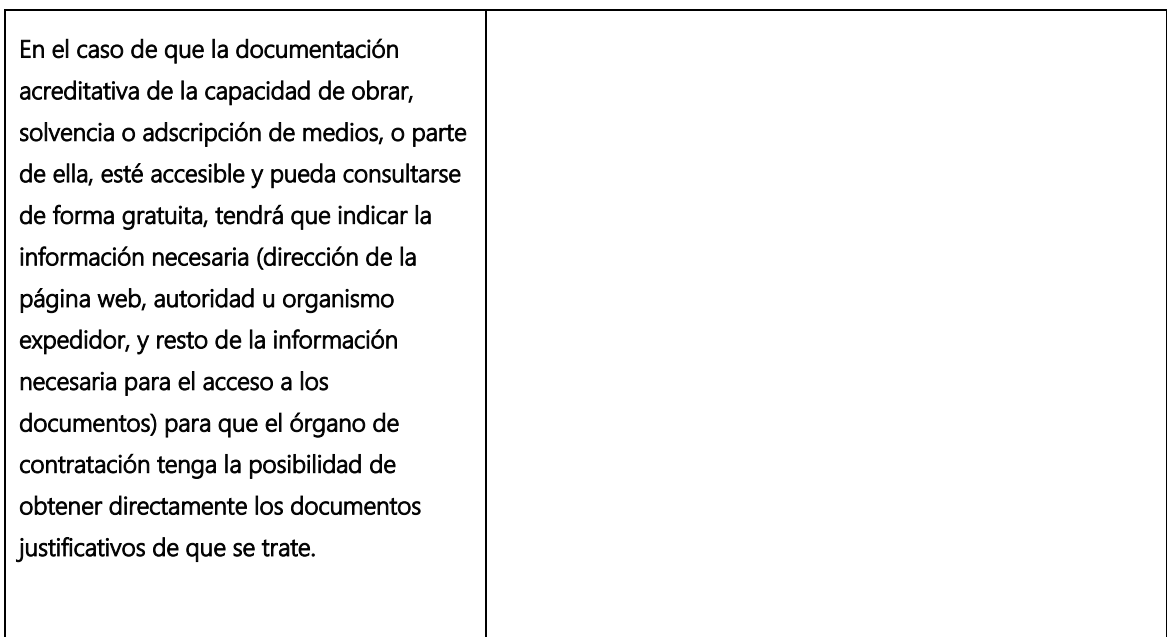 En el caso de que la documentación
acreditativa de la capacidad de obrar,
solvencia o adscripción de medios, o parte
de ella, esté accesible y pueda consultarse
de forma gratuita, tendrá que indicar la
información necesaria (dirección de la
página web, autoridad u organismo
expedidor, y resto de la información
necesaria para el acceso a los
documentos) para que el órgano de
contratación tenga la posibilidad de
obtener directamente los documentos
justificativos de que se trate.